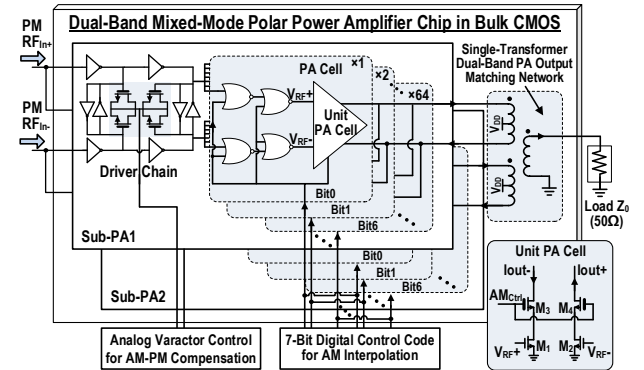 Dual-Band Mixed-Mode Polar Power Amplifier Chip in Bulk CMOS
PM
RFIn+
PM
RFIn-
Driver Chain
PA Cell
×1
×2
×64
VRF+
VRF-
Unit
PA Cell
Bit0
Bit1
Bit6
Bit0
Bit1
Bit6
Sub-PA1
Sub-PA2
Single-Transformer
Dual-Band PA Output
Matching Network
VDD
VDD
Load Z0
(50Ω)
Unit PA Cell
Iout-
Iout+
AMCtrl
M3
M4
VRF+
M1
M2
VRF-
Analog Varactor Control
for AM-PM Compensation
7-Bit Digital Control Code
for AM Interpolation